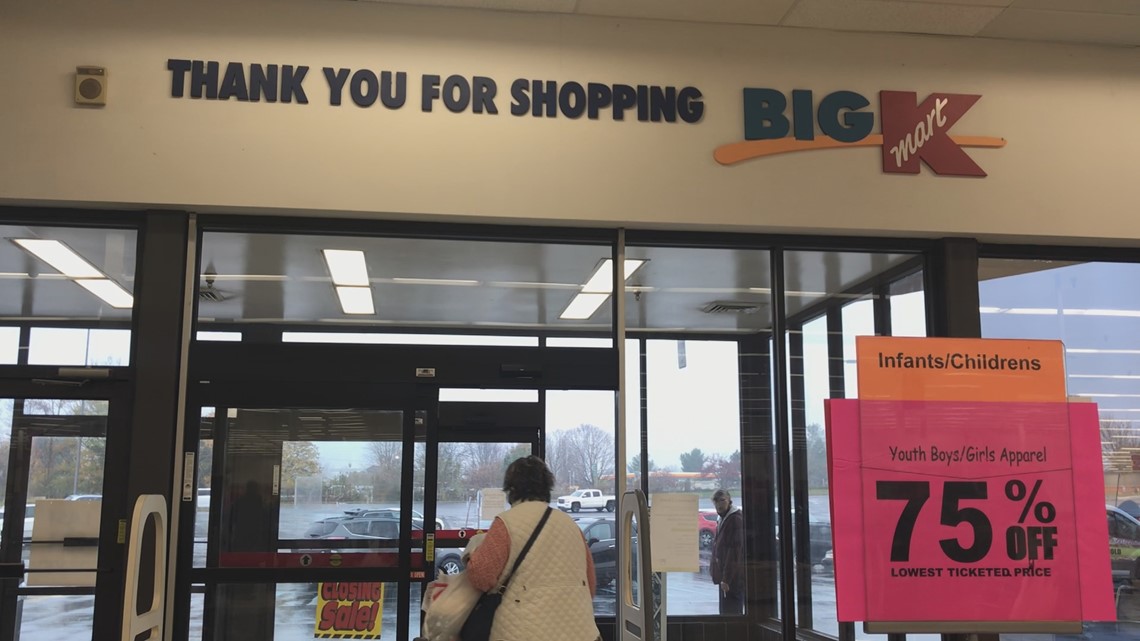 THANK YOU FOR SHOPPING BIG K mart
Infants/Childrens
Youth Boys/Girls Apparel
75% OFF
LOWEST TICKETED PRICE
CLOSING
Sale!